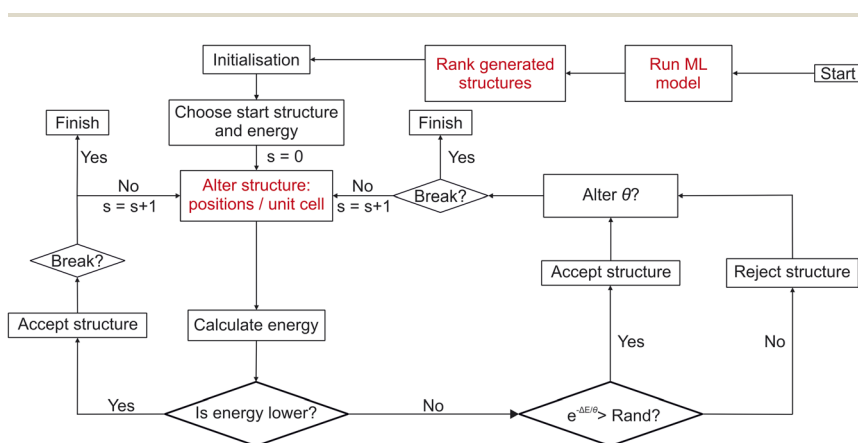 Start
Run ML
model
Rank generated
structures
Initialisation
Choose start structure
and energy
s = 0
Alter structure:
positions / unit cell
Calculate energy
Is energy lower?
Yes
Accept structure
Break?
Yes
Finish
No
s = s+1
No
e^-ΔE/θ > Rand?
Yes
Accept structure
No
Reject structure
Alter θ?
Break?
Yes
Finish
No
s = s+1